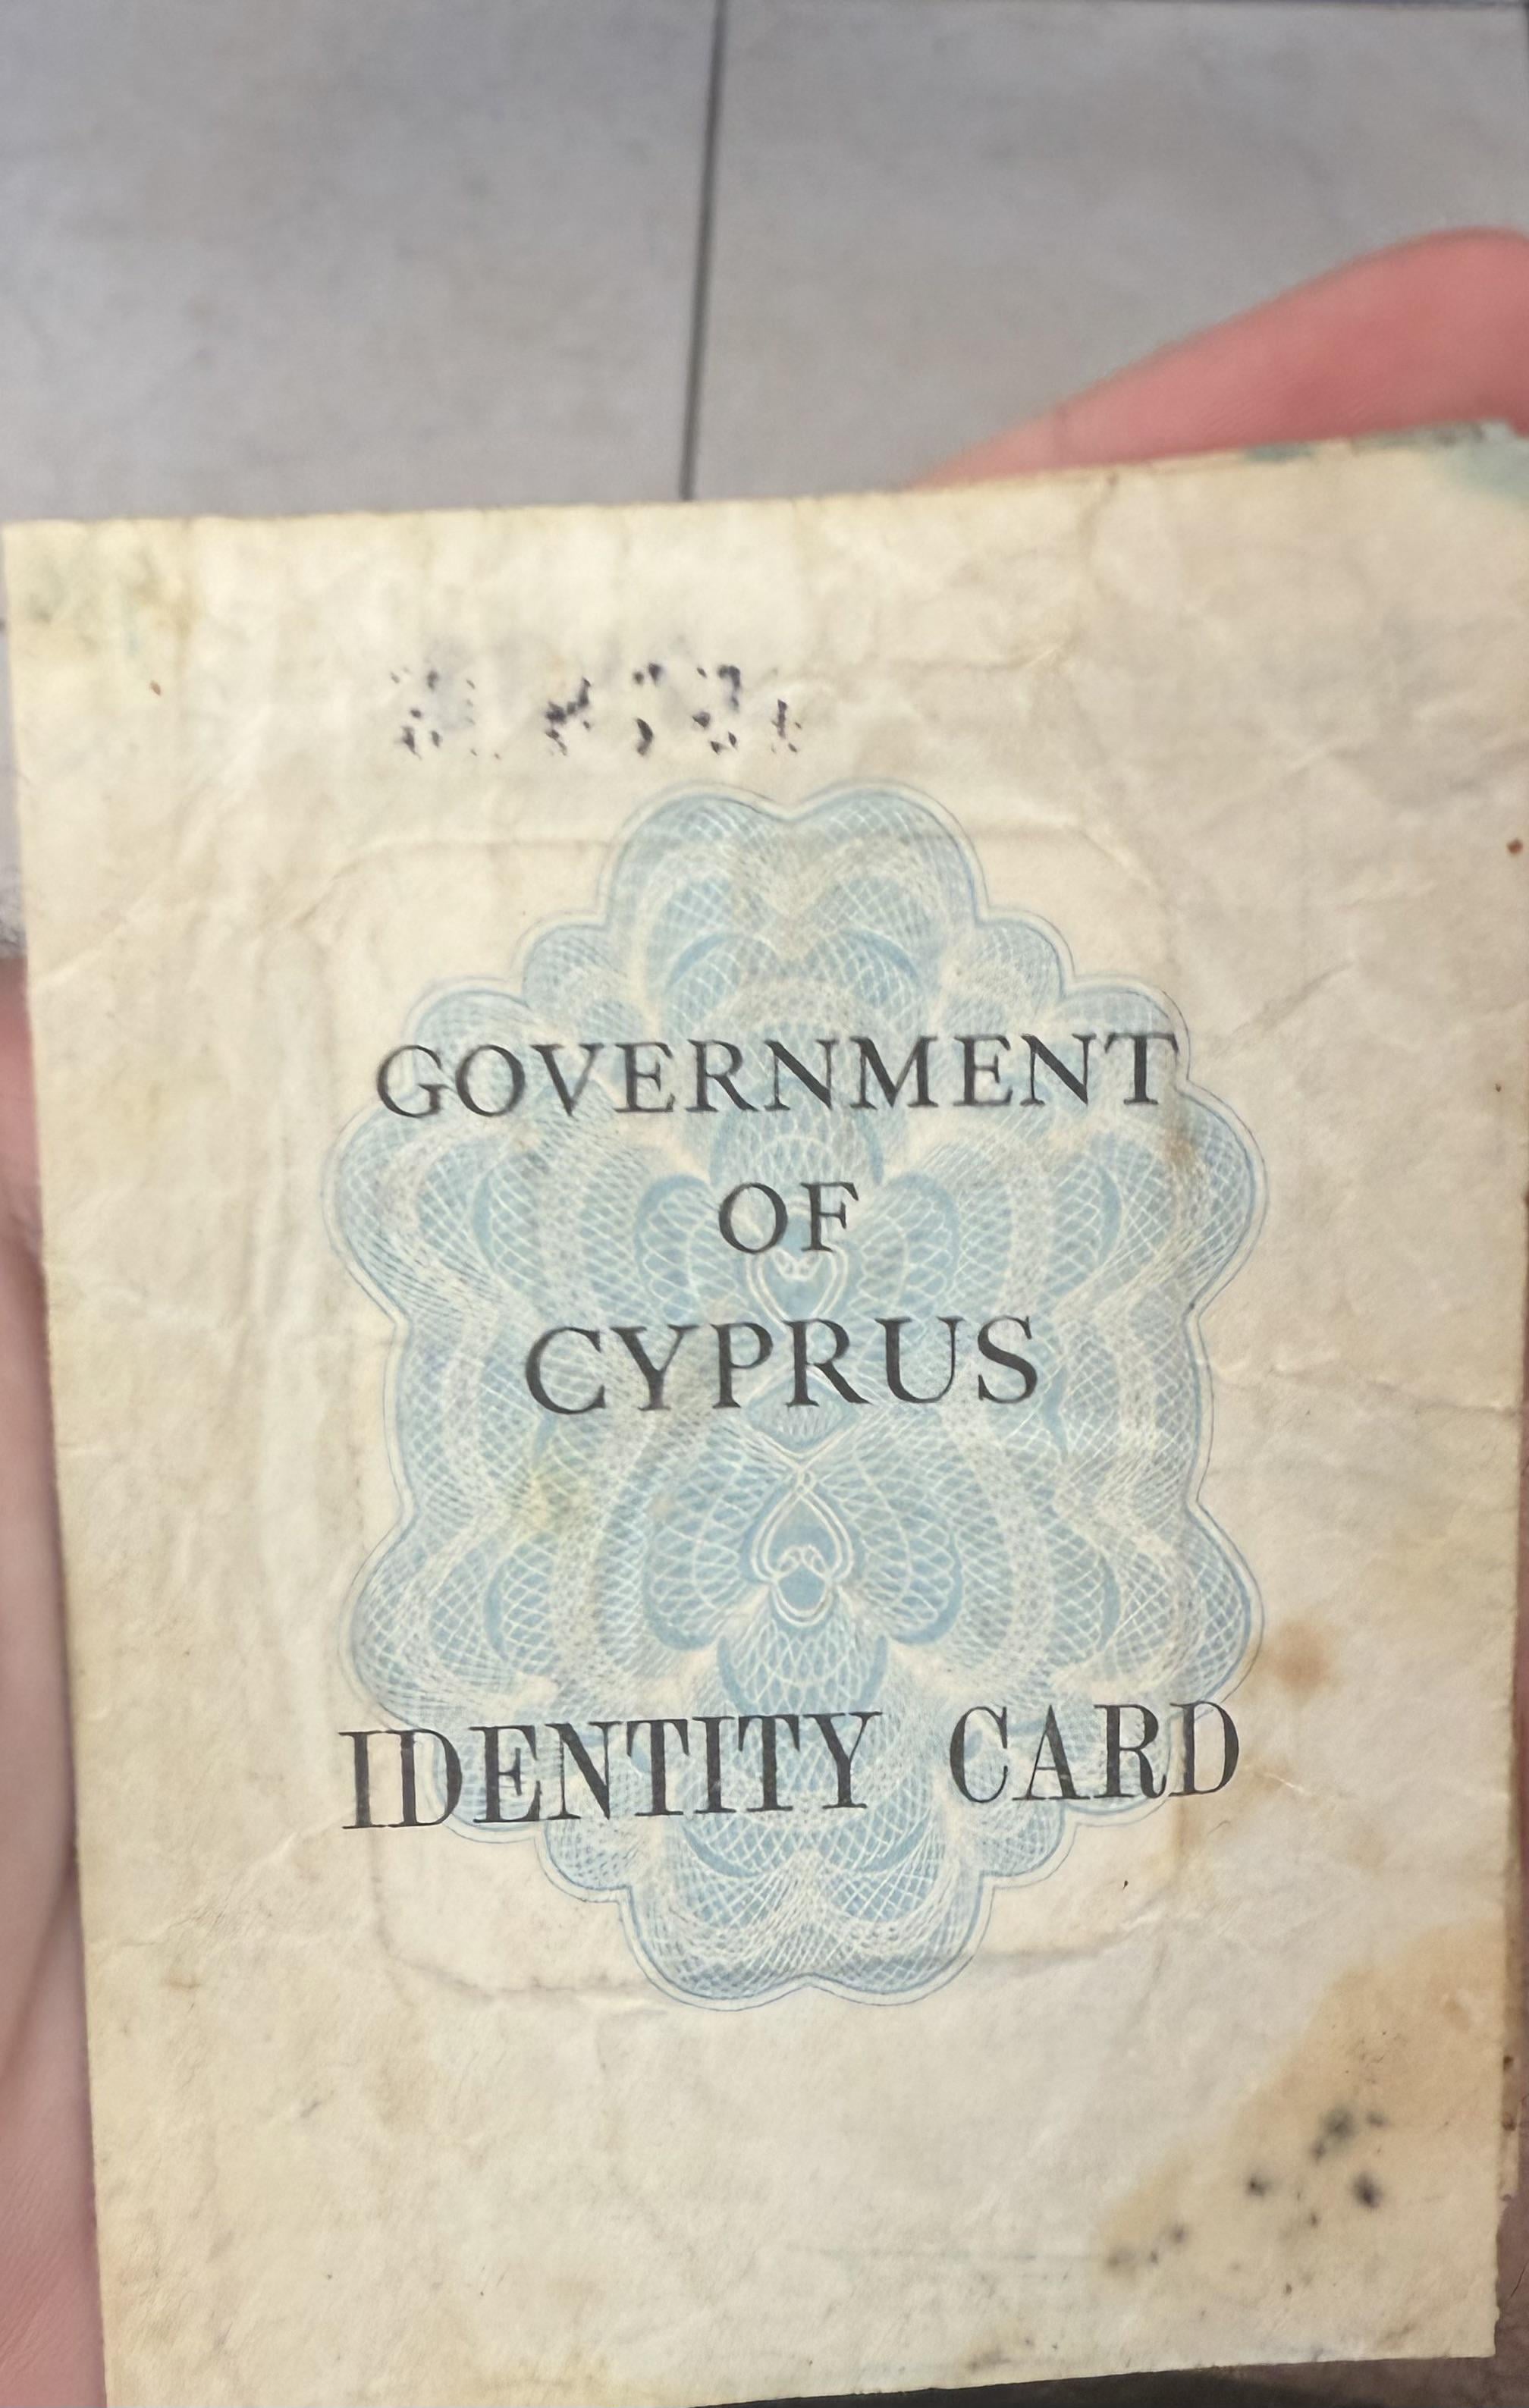 GOVERNMENT
OF
CYPRUS
IDENTITY CARD